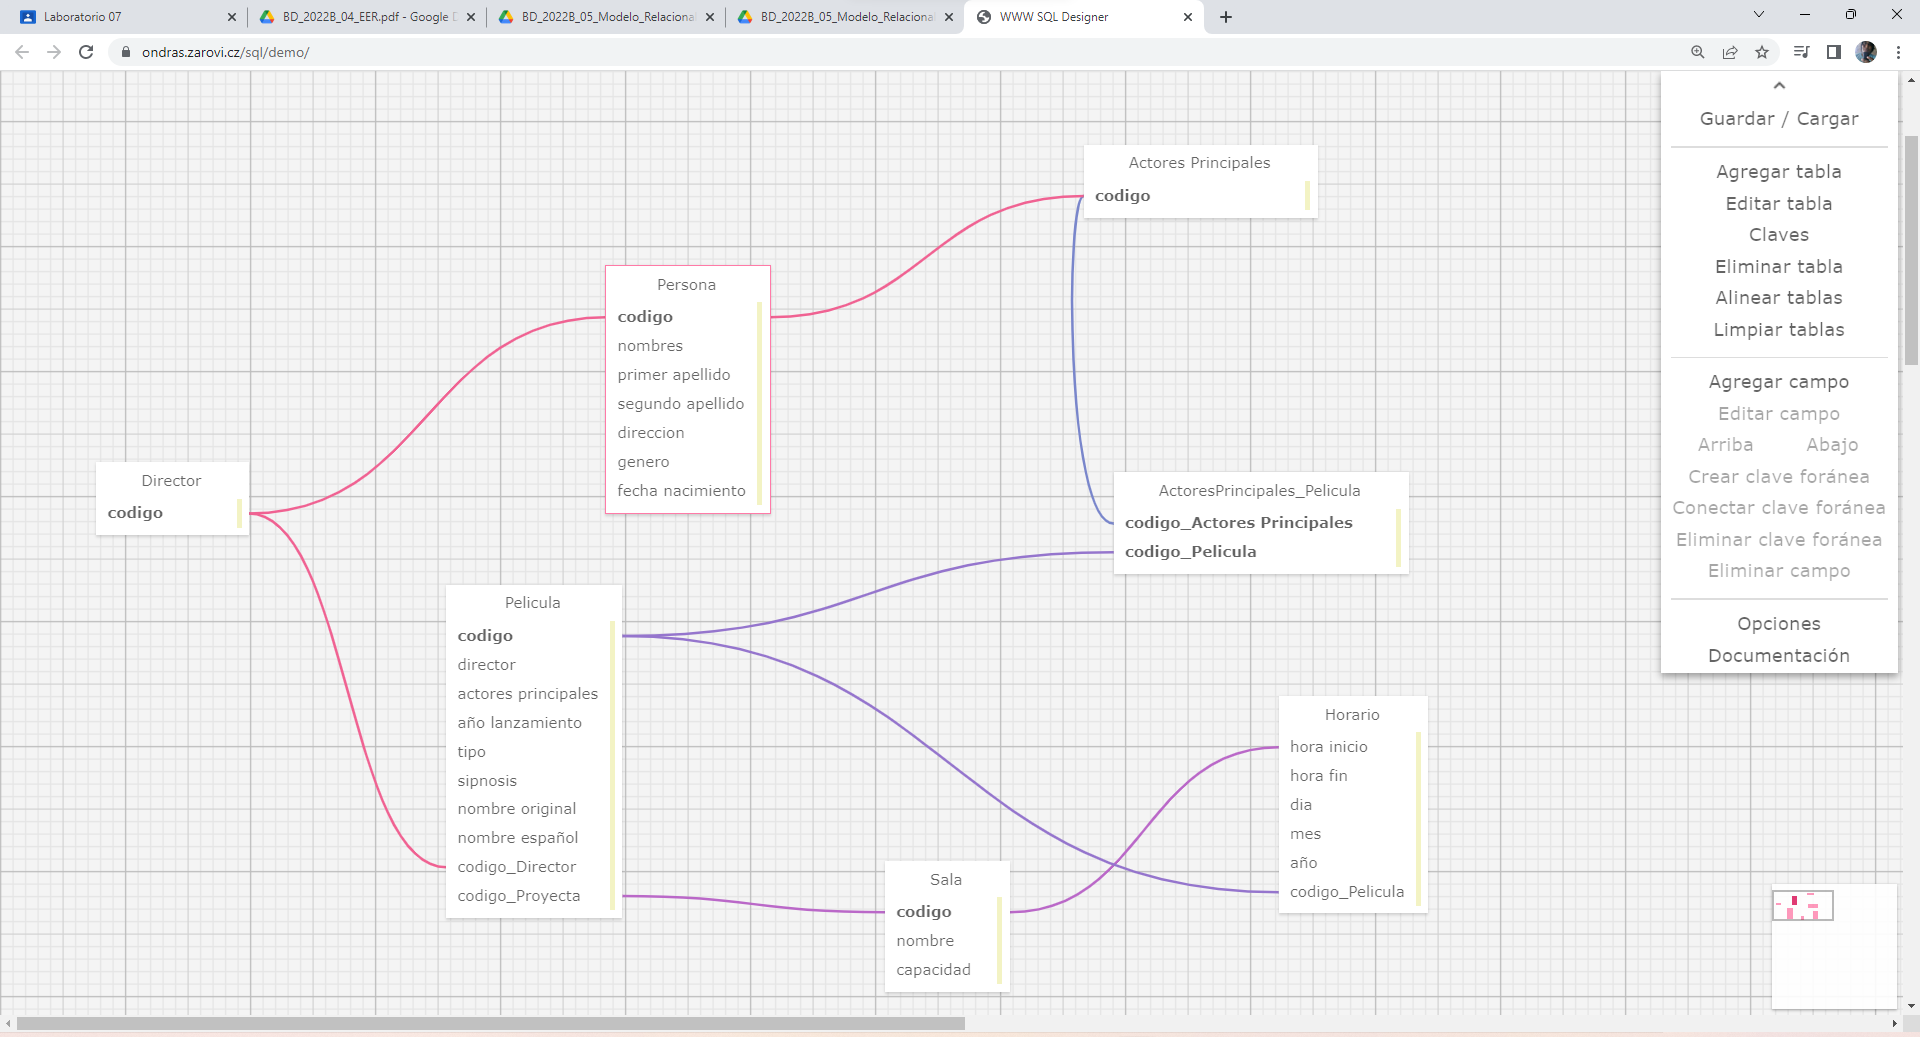 Laboratorio 07
BD_2022B_04_EER.pdf - Google D
BD_2022B_05_Modelo_Relaciona
BD_2022B_05_Modelo_Relaciona
WWW SQL Designer
ondras.zarovi.cz/sql/demo/
Guardar / Cargar
Agregar tabla
Editar tabla
Claves
Eliminar tabla
Alinear tablas
Limpiar tablas
Agregar campo
Editar campo
Arriba Abajo
Crear clave foránea
Conectar clave foránea
Eliminar clave foránea
Eliminar campo
Opciones
Documentación
Actores Principales
codigo
Persona
codigo
nombres
primer apellido
segundo apellido
direccion
genero
fecha nacimiento
Director
codigo
ActoresPrincipales_Pelicula
codigo_Actores Principales
codigo_Pelicula
Pelicula
codigo
director
actores principales
año lanzamiento
tipo
sipnosis
nombre original
nombre español
codigo_Director
codigo_Proyecta
Horario
hora inicio
hora fin
dia
mes
año
codigo_Pelicula
Sala
codigo
nombre
capacidad